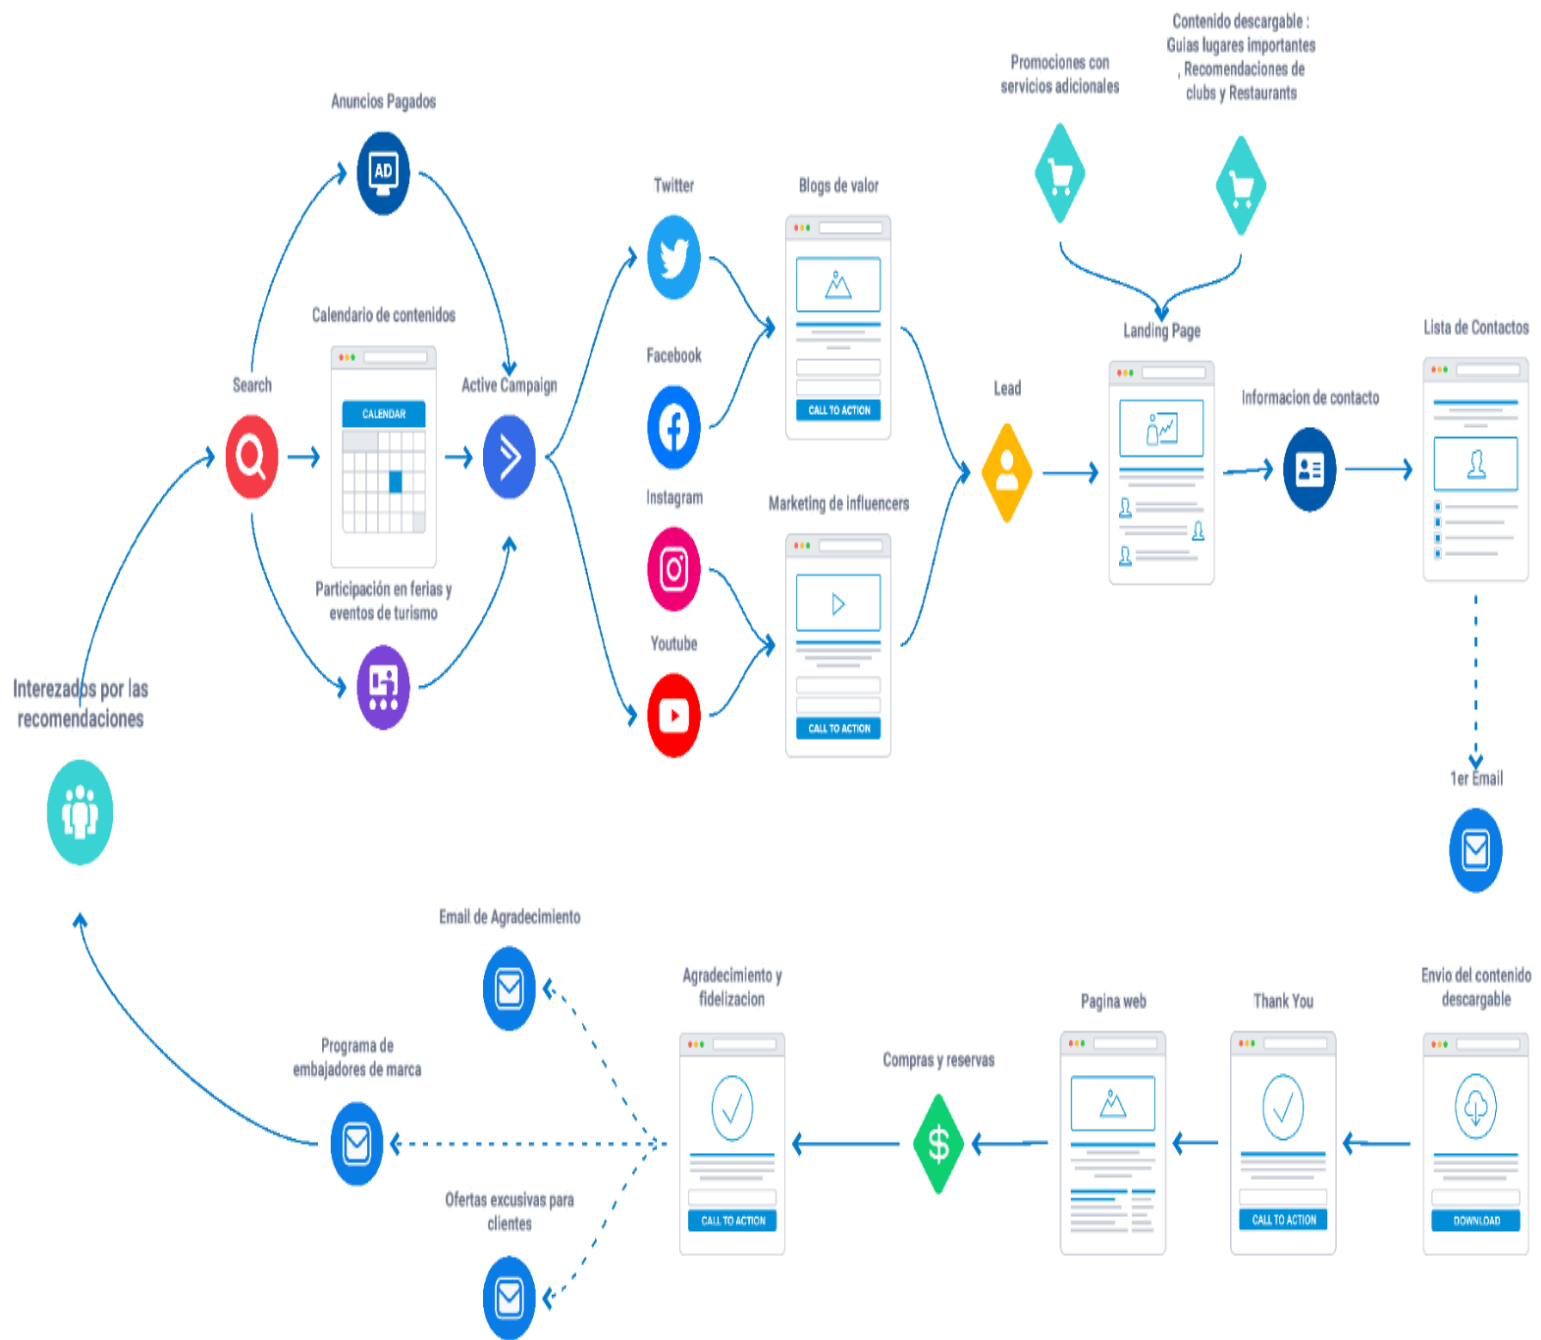 Contenido descargable :
Guias lugares importantes
, Recomendaciones de
clubs y Restaurants
Promociones con
servicios adicionales
Anuncios Pagados
AD
Twitter
Blogs de valor
CALL TO ACTION
Calendario de contenidos
CALENDAR
Search
Active Campaign
Facebook
Instagram
Youtube
Marketing de influencers
CALL TO ACTION
Lead
Landing Page
Informacion de contacto
Lista de Contactos
Participación en ferias y
eventos de turismo
Interezados por las
recomendaciones
1er Email
Email de Agradecimiento
Agradecimiento y
fidelizacion
CALL TO ACTION
Compras y reservas
$
Pagina web
Thank You
CALL TO ACTION
Envio del contenido
descargable
DOWNLOAD
Programa de
embajadores de marca
Ofertas excusivas para
clientes